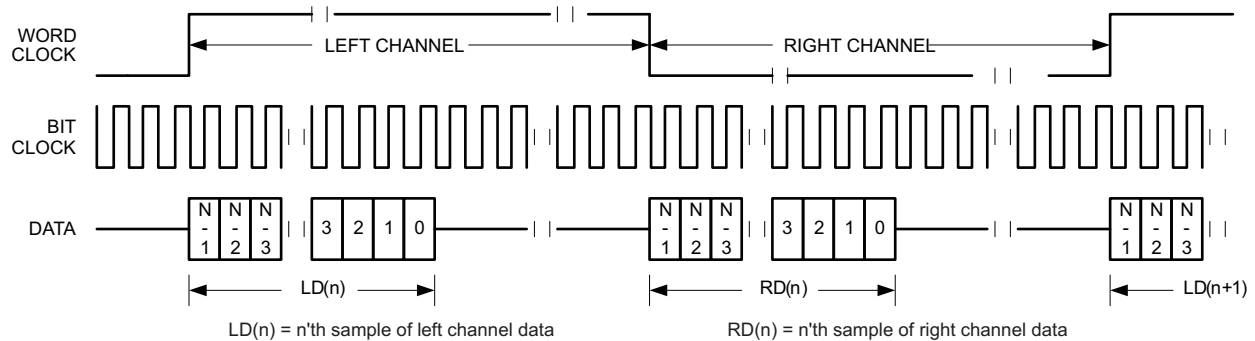 WORD
CLOCK
LEFT CHANNEL
RIGHT CHANNEL
BIT
CLOCK
DATA
N
-
1
N
-
2
N
-
3
3
2
1
0
N
-
1
N
-
2
N
-
3
3
2
1
0
N
-
1
N
-
2
N
-
3
LD(n)
RD(n)
LD(n+1)
LD(n) = n'th sample of left channel data
RD(n) = n'th sample of right channel data